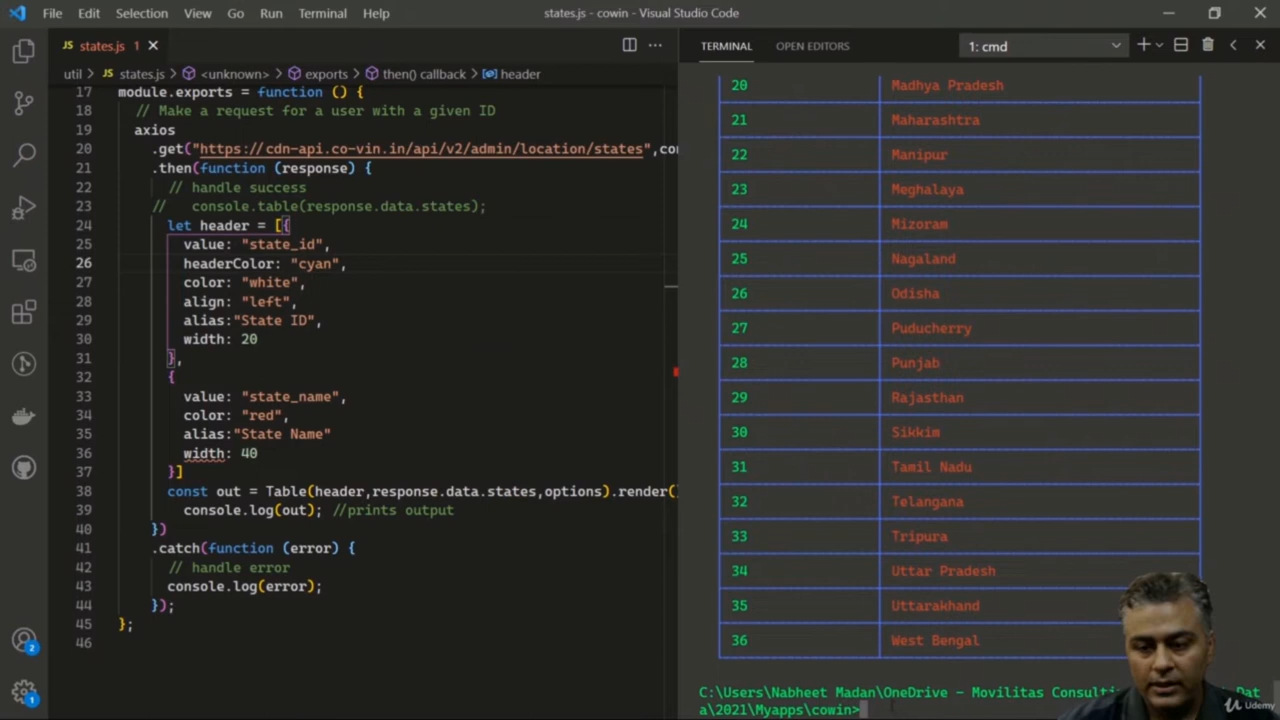 File Edit Selection View Go Run Terminal Help states.js - cowin - Visual Studio Code
JS states.js 1 TERMINAL OPEN EDITORS 1: cmd
util > JS states.js > <unknown> > exports > then() callback > header
17 module.exports = function () {
18 // Make a request for a user with a given ID
19 axios
20 .get("https://cdn-api.co-vin.in/api/v2/admin/location/states",con
21 .then(function (response) {
22 // handle success
23 // console.table(response.data.states);
24 let header = [{
25 value: "state_id",
26 headerColor: "cyan",
27 color: "white",
28 align: "left",
29 alias:"State ID",
30 width: 20
31 },
32 {
33 value: "state_name",
34 color: "red",
35 alias:"State Name"
36 width: 40
37 }]
38 const out = Table(header,response.data.states,options).render()
39 console.log(out); //prints output
40 })
41 .catch(function (error) {
42 // handle error
43 console.log(error);
44 });
45 };
46
20 Madhya Pradesh
21 Maharashtra
22 Manipur
23 Meghalaya
24 Mizoram
25 Nagaland
26 Odisha
27 Puducherry
28 Punjab
29 Rajasthan
30 Sikkim
31 Tamil Nadu
32 Telangana
33 Tripura
34 Uttar Pradesh
35 Uttarakhand
36 West Bengal
C:\Users\Nabheet Madan\OneDrive - Movilitas Consulti Dat
a\2021\Myapps\cowin>
2
1
Udemy